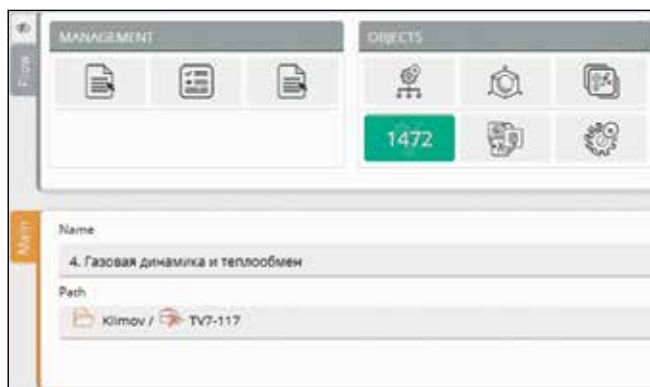 MANAGEMENT
OBJECTS
Flow
1472
Main
Name
4. Газовая динамика и теплообмен
Path
Klimov / TV7-117